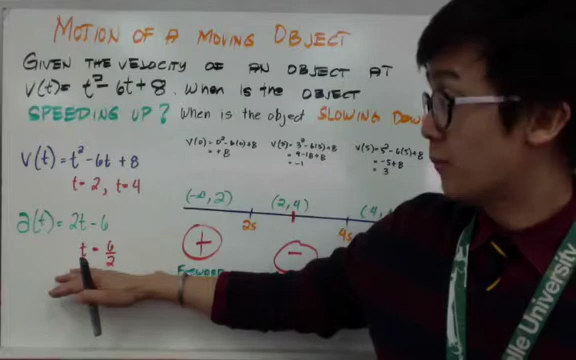 MOTION OF A MOVING OBJECT
GIVEN THE VELOCITY OF AN OBJECT AT
v(t) = t² - 6t + 8. When is the OBJECT
SPEEDING UP? When is the object SLOWING DOW
v(t) = t² - 6t + 8
t = 2, t = 4
a(t) = 2t - 6
t = 6/2
v(0) = 0² - 6(0) + 8
= +8
v(3) = 3² - 6(3) + 8
= 9 - 18 + 8
= -1
v(5) = 5² - 6(5) + 8
= -5 + 8
= 3
(-∞, 2) (2, 4) (4,
2s 4s
+ -
FORWARD
lle University